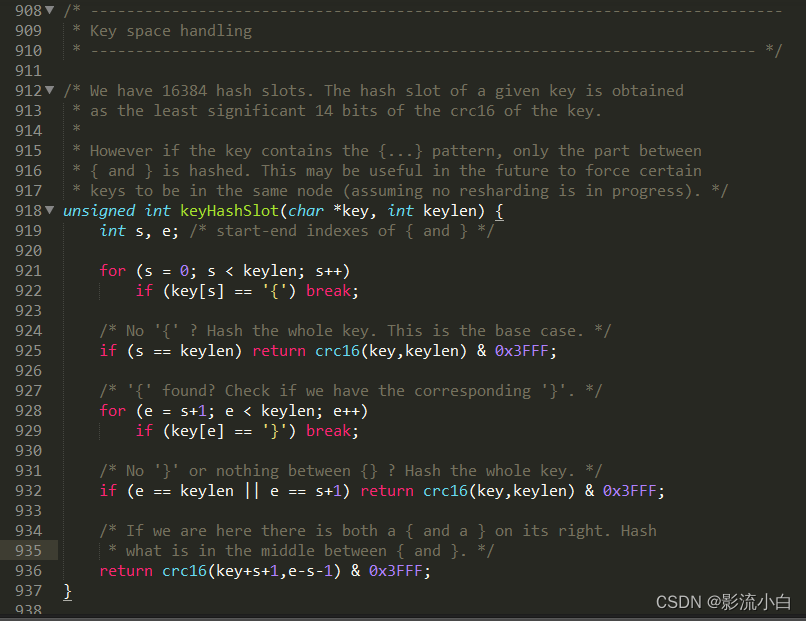 908 /* ---------------------------------------------------------------------------
909  * Key space handling
910  * ------------------------------------------------------------------------- */
911
912 /* We have 16384 hash slots. The hash slot of a given key is obtained
913  * as the least significant 14 bits of the crc16 of the key.
914  *
915  * However if the key contains the {...} pattern, only the part between
916  * { and } is hashed. This may be useful in the future to force certain
917  * keys to be in the same node (assuming no resharding is in progress). */
918 unsigned int keyHashSlot(char *key, int keylen) {
919     int s, e; /* start-end indexes of { and } */
920
921     for (s = 0; s < keylen; s++)
922         if (key[s] == '{') break;
923
924     /* No '{' ? Hash the whole key. This is the base case. */
925     if (s == keylen) return crc16(key,keylen) & 0x3FFF;
926
927     /* '{' found? Check if we have the corresponding '}'. */
928     for (e = s+1; e < keylen; e++)
929         if (key[e] == '}') break;
930
931     /* No '}' or nothing between {} ? Hash the whole key. */
932     if (e == keylen || e == s+1) return crc16(key,keylen) & 0x3FFF;
933
934     /* If we are here there is both a { and a } on its right. Hash
935      * what is in the middle between { and }. */
936     return crc16(key+s+1,e-s-1) & 0x3FFF;
937 }
938
CSDN @影流小白